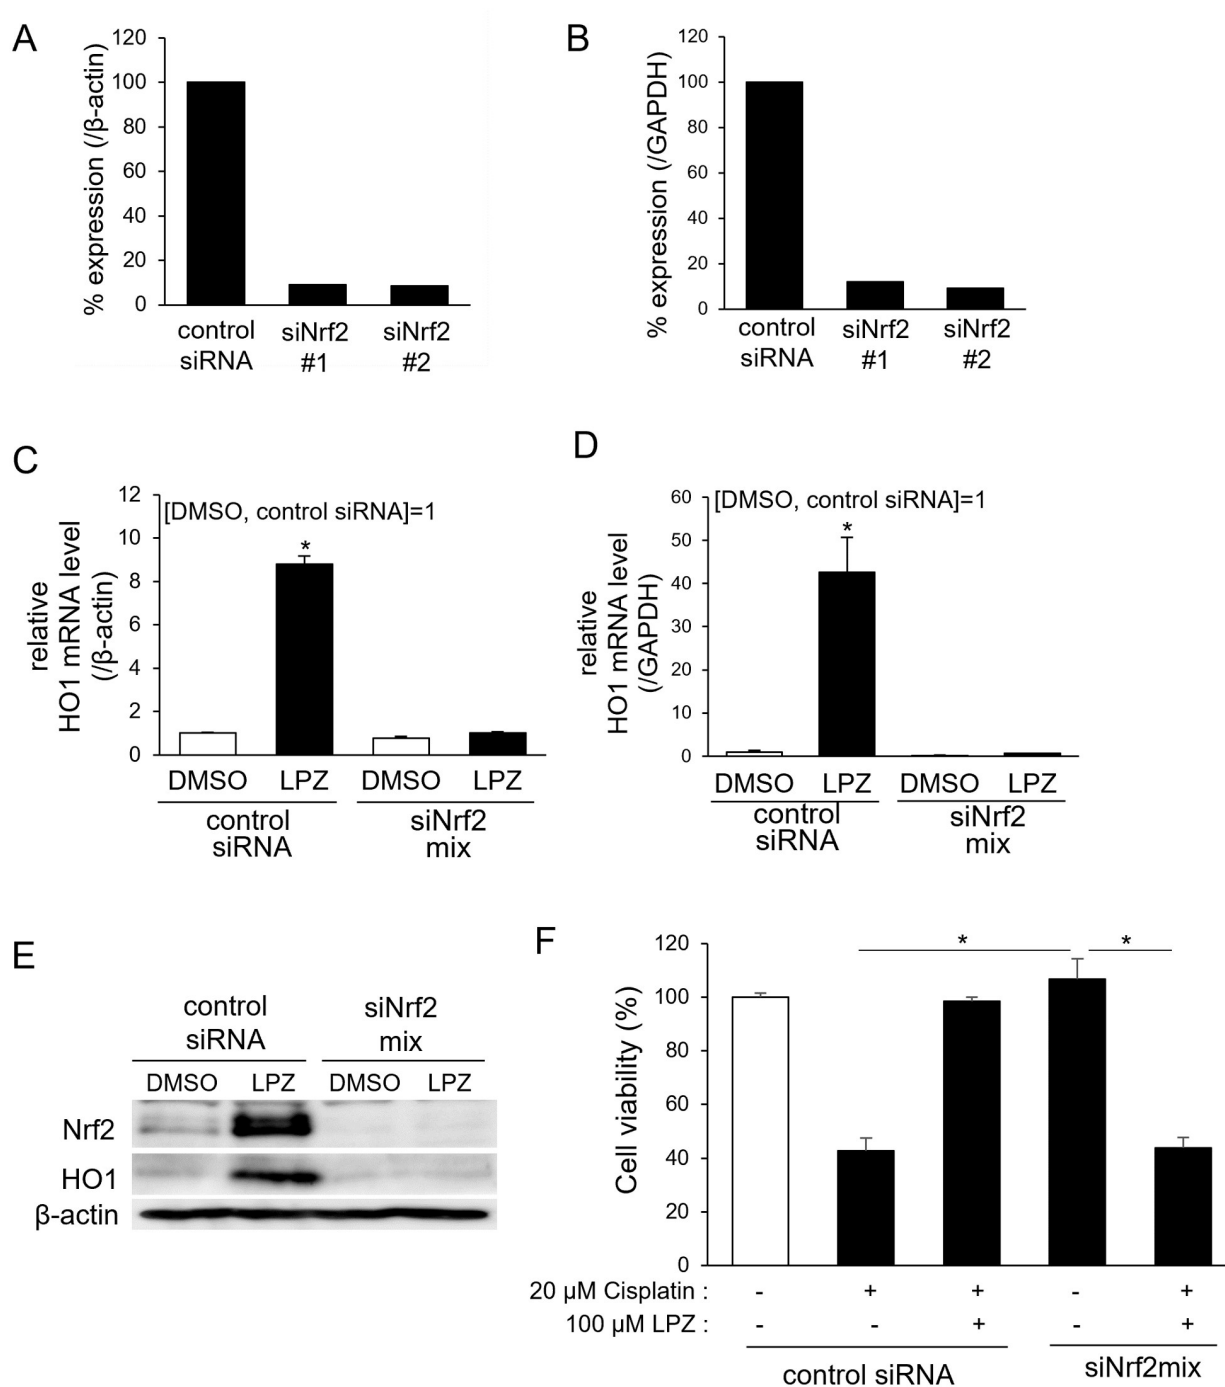 A
% expression (/β-actin)
120
100
80
60
40
20
0
control
siRNA
siNrf2
#1
siNrf2
#2
B
% expression (/GAPDH)
120
100
80
60
40
20
0
control
siRNA
siNrf2
#1
siNrf2
#2
C
relative
HO1 mRNA level
(/β-actin)
12
10
8
6
4
2
0
[DMSO, control siRNA]=1
*
DMSO LPZ DMSO LPZ
control
siRNA
siNrf2
mix
D
relative
HO1 mRNA level
(/GAPDH)
60
50
40
30
20
10
0
[DMSO, control siRNA]=1
*
DMSO LPZ DMSO LPZ
control
siRNA
siNrf2
mix
E
control
siRNA
siNrf2
mix
DMSO LPZ DMSO LPZ
Nrf2
HO1
β-actin
F
Cell viability (%)
120
100
80
60
40
20
0
* *
20 µM Cisplatin : - + + - +
100 µM LPZ : - - + - +
control siRNA siNrf2mix